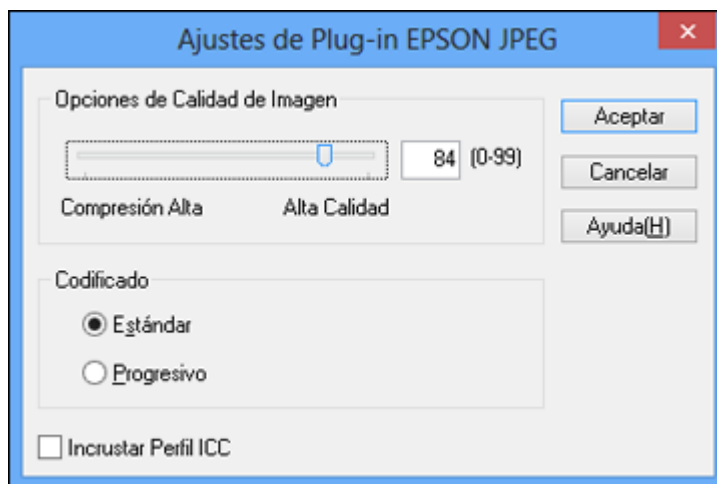 Ajustes de Plug-in EPSON JPEG
Opciones de Calidad de Imagen
84 (0-99)
Compresión Alta Alta Calidad
Aceptar
Cancelar
Ayuda(H)
Codificado
Estándar
Progresivo
Incrustar Perfil ICC